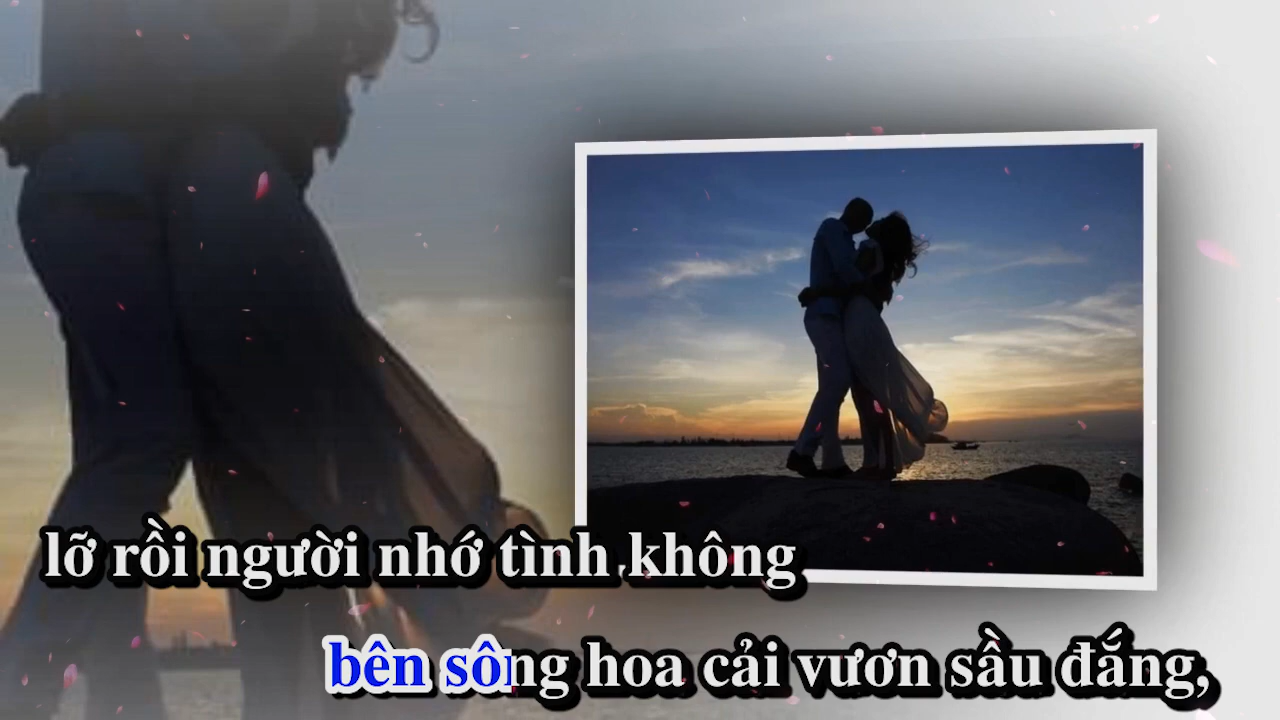 lỡ rồi người nhớ tình không
bên sông hoa cải vươn sầu đắng,